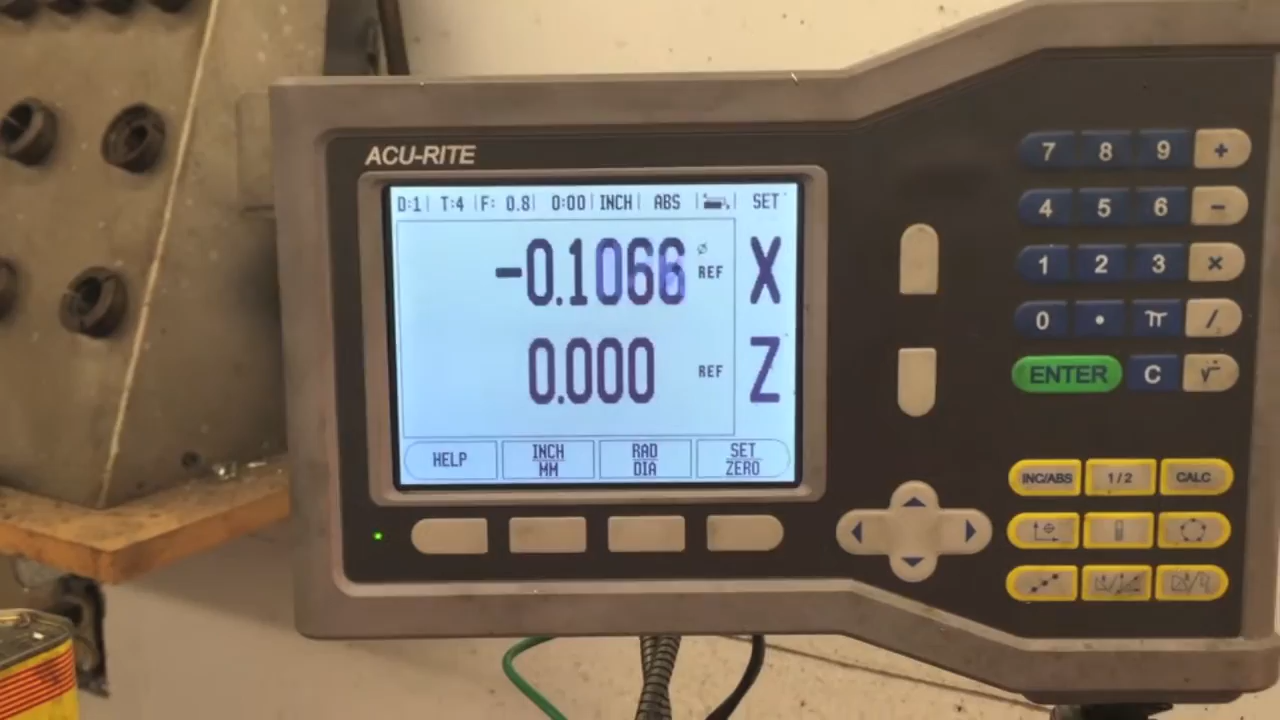 ACU-RITE
D:1 | T:4 | F: 0.8 | 0:00 | INCH | ABS | | SET
-0.1066 Ø REF X
0.000 REF Z
HELP INCH MM RAD DIA SET ZERO
7 8 9 +
4 5 6 -
1 2 3 ×
0 • π /
ENTER C √
INC/ABS 1/2 CALC